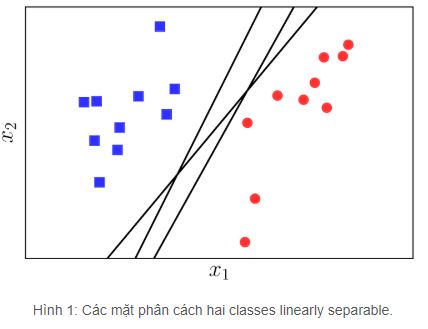 x₂
x₁
Hình 1: Các mặt phân cách hai classes linearly separable.